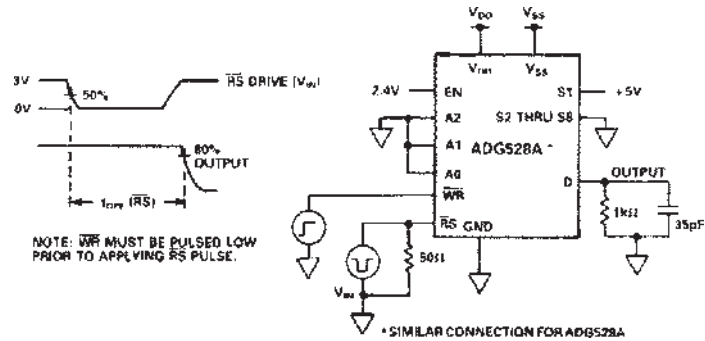 3V
0V
50%
RS DRIVE (VIN)
80%
OUTPUT
tOFF (RS)
NOTE: WR MUST BE PULSED LOW
PRIOR TO APPLYING RS PULSE.
VDD
VSS
VDD
VSS
2.4V
EN
S1
+5V
A2
S2 THRU S8
A1
ADG528A*
A0
WR
D
OUTPUT
RS
GND
1kΩ
35pF
50Ω
VIN
* SIMILAR CONNECTION FOR ADG529A